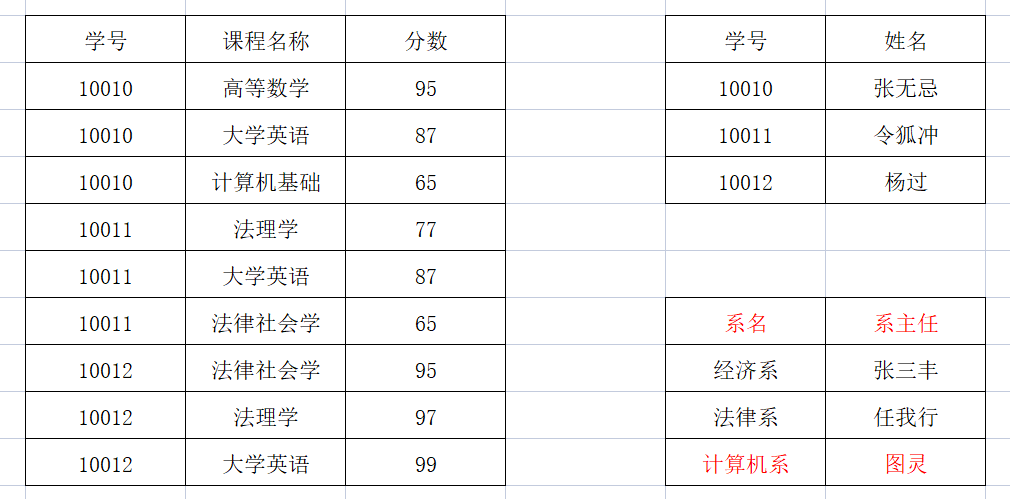 学号 课程名称 分数
10010 高等数学 95
10010 大学英语 87
10010 计算机基础 65
10011 法理学 77
10011 大学英语 87
10011 法律社会学 65
10012 法律社会学 95
10012 法理学 97
10012 大学英语 99
学号 姓名
10010 张无忌
10011 令狐冲
10012 杨过
系名 系主任
经济系 张三丰
法律系 任我行
计算机系 图灵